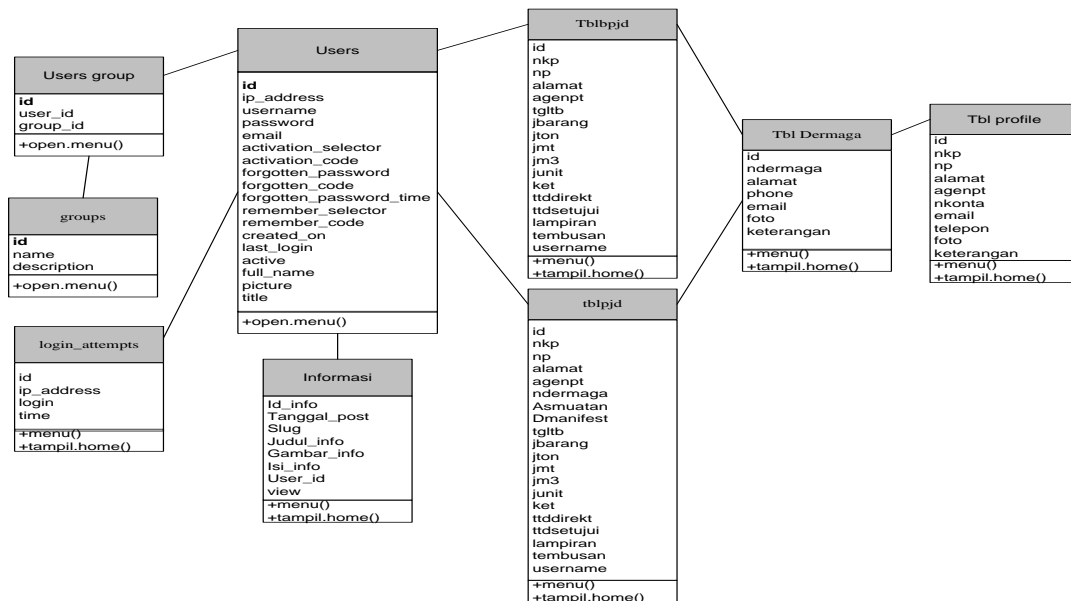 Users group
id
user_id
group_id
+open.menu()
groups
id
name
description
+open.menu()
login_attempts
id
ip_address
login
time
+menu()
+tampil.home()
Users
id
ip_address
username
password
email
activation_selector
activation_code
forgotten_password
forgotten_code
forgotten_password_time
remember_selector
remember_code
created_on
last_login
active
full_name
picture
title
+open.menu()
Informasi
Id_info
Tanggal_post
Slug
Judul_info
Gambar_info
Isi_info
User_id
view
+menu()
+tampil.home()
Tblbpjd
id
nkp
np
alamat
agenpt
tgltb
jbarang
jton
jmt
jm3
junit
ket
ttddirekt
ttdsetujui
lampiran
tembusan
username
+menu()
+tampil.home()
tblpjd
id
nkp
np
alamat
agenpt
ndermaga
Asmuatan
Dmanifest
tgltb
jbarang
jton
jmt
jm3
junit
ket
ttddirekt
ttdsetujui
lampiran
tembusan
username
+menu()
+tampil.home()
Tbl Dermaga
id
ndermaga
alamat
phone
email
foto
keterangan
+menu()
+tampil.home()
Tbl profile
id
nkp
np
alamat
agenpt
nkonta
email
telepon
foto
keterangan
+menu()
+tampil.home()